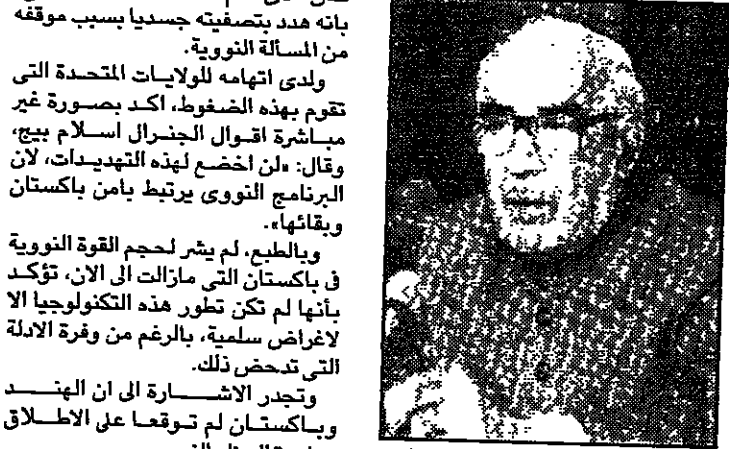 بانه هدد بتصفيته جسديا بسبب موقفه
من المسألة النووية.
ولدى اتهامه للولايات المتحدة التى
تقوم بهذه الضغوط، اكد بصورة غير
مباشرة اقوال الجنرال اسلام بيج،
وقال: «لن اخضع لهذه التهديدات، لان
البرنامج النووى يرتبط بامن باكستان
وبقائها».
وبالطبع، لم يشر لحجم القوة النووية
فى باكستان التى مازالت الى الان، تؤكد
بأنها لم تكن تطور هذه التكنولوجيا الا
لاغراض سلمية، بالرغم من وفرة الادلة
التى تدحض ذلك.
وتجدر الاشارة الى ان الهند
وباكستان لم توقعا على الاطلاق